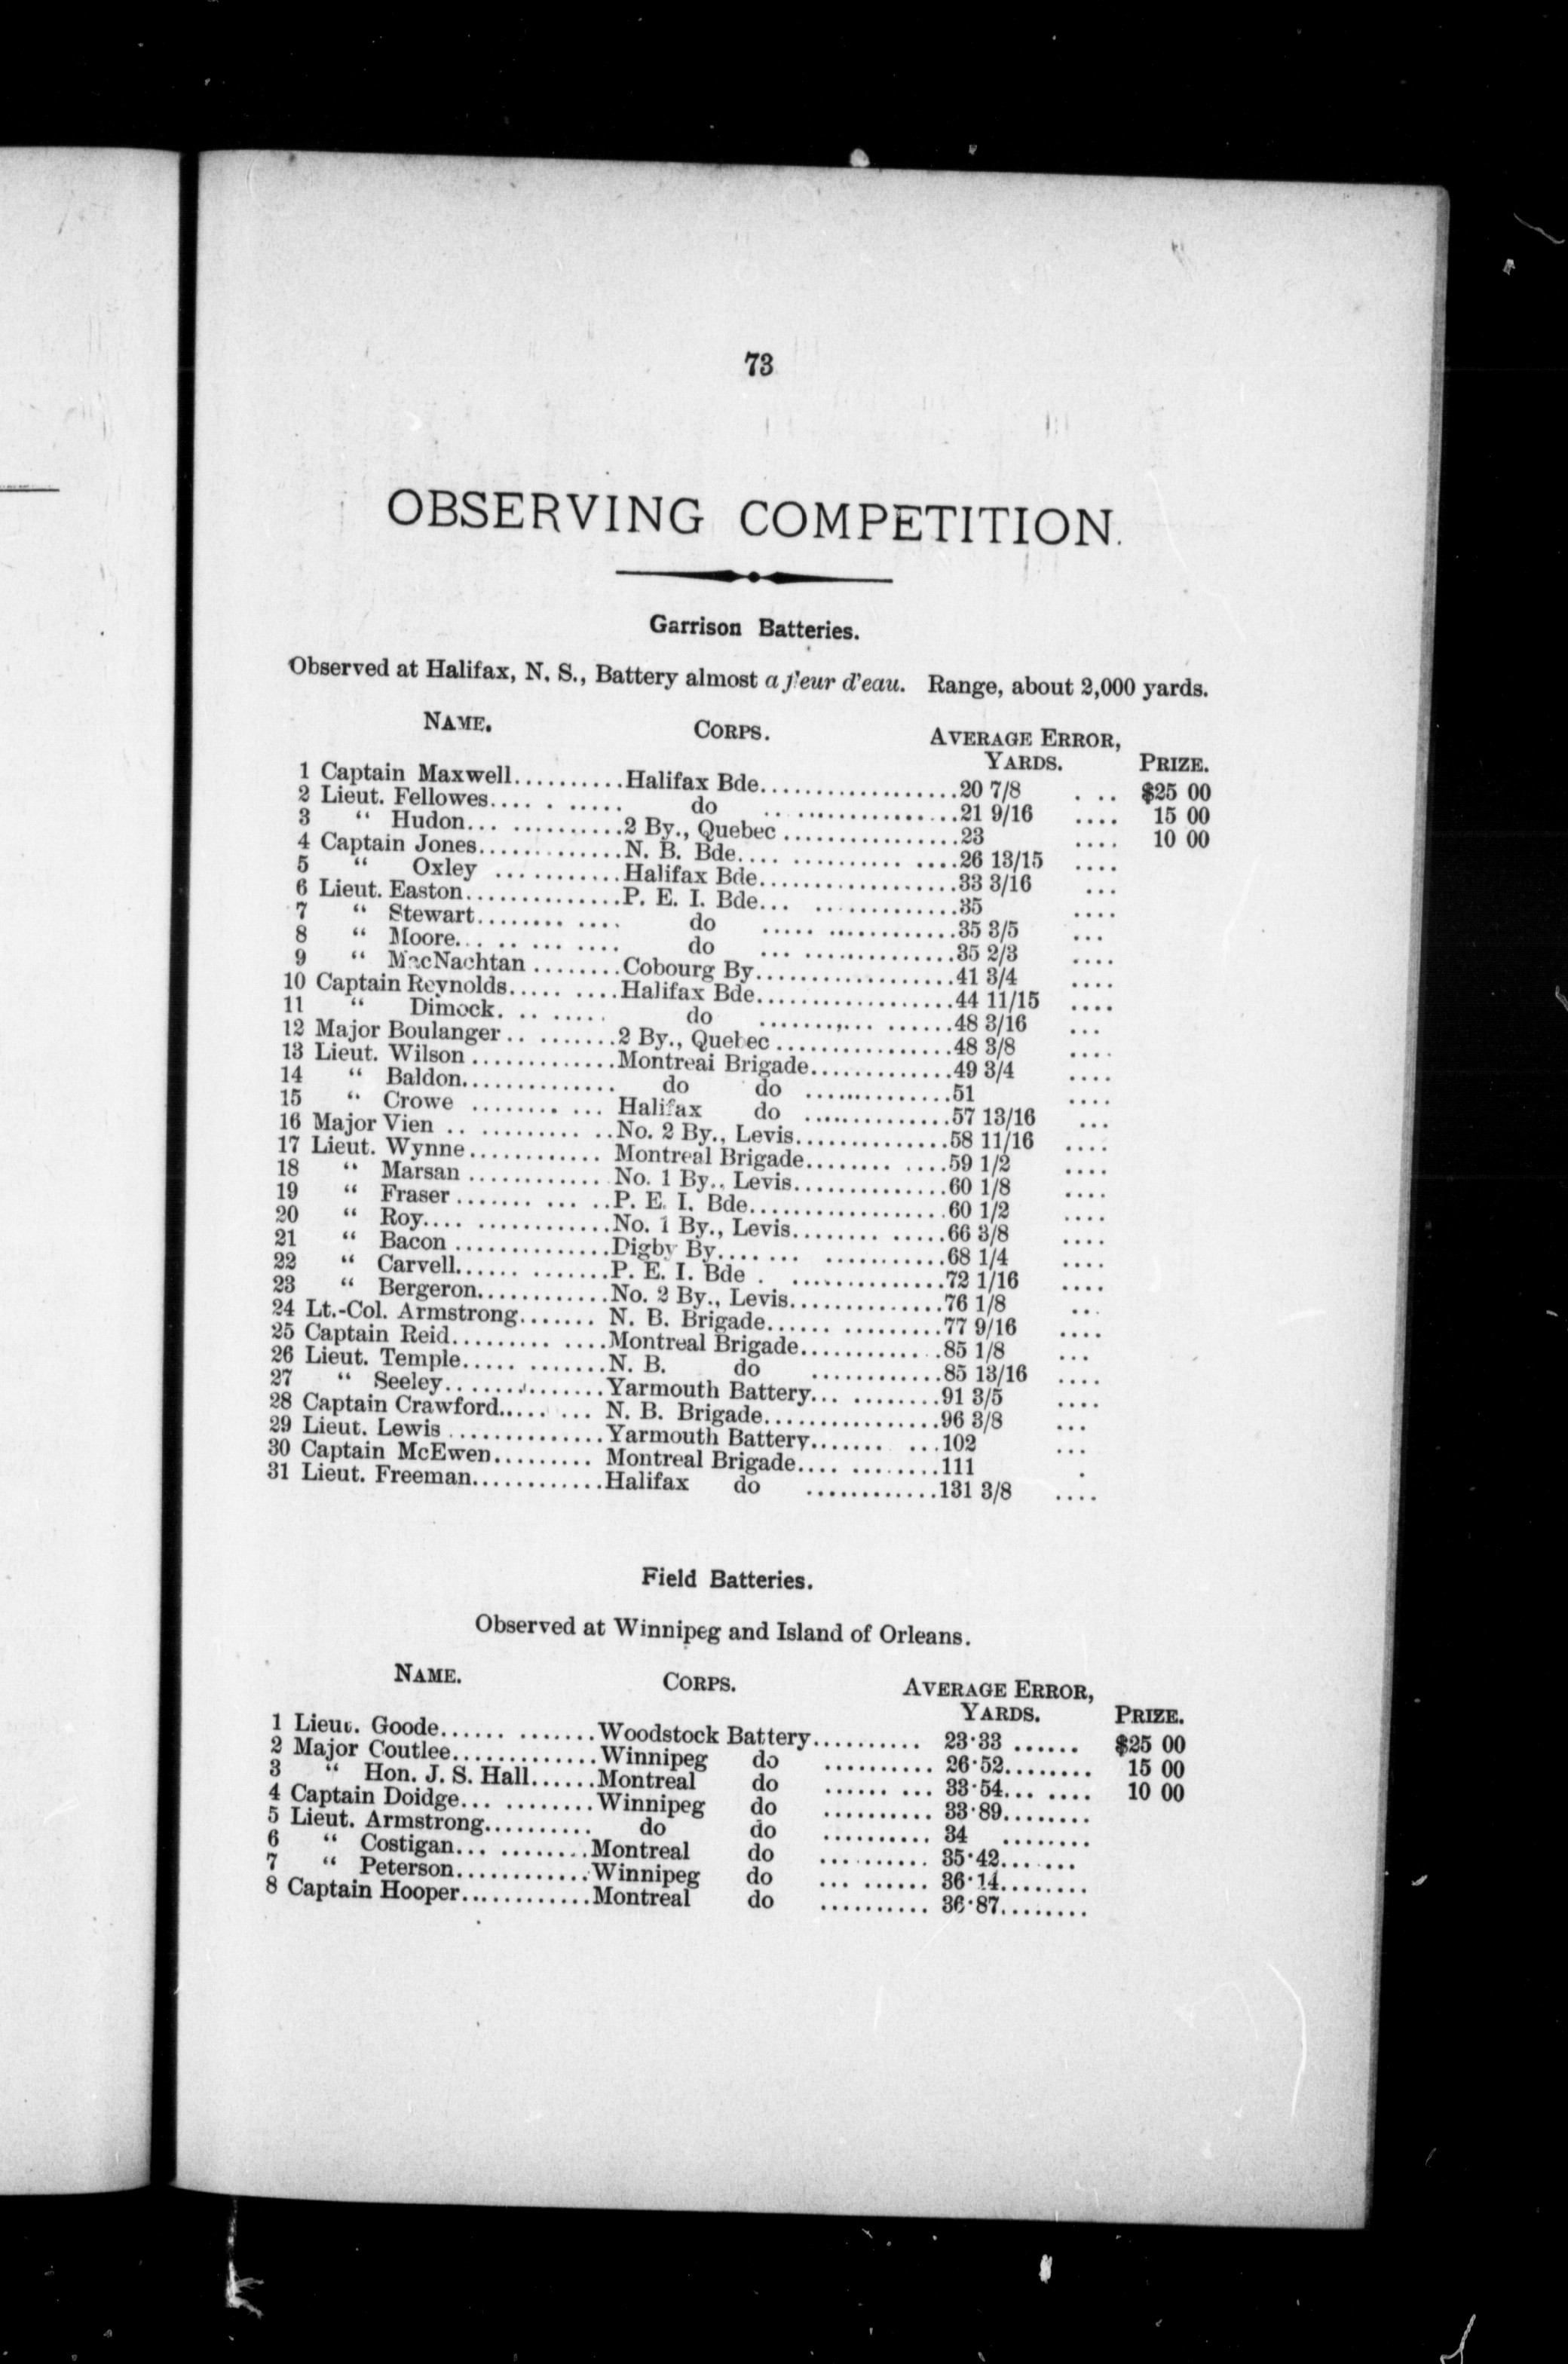 73
OBSERVING COMPETITION.
Garrison Batteries.
Observed at Halifax, N. S., Battery almost a fleur d'eau. Range, about 2,000 yards.
NAME. CORPS. AVERAGE ERROR, YARDS. PRIZE.
1 Captain Maxwell..........Halifax Bde..................20 7/8 . .. $25 00
2 Lieut. Fellowes.... . ..... do .. ..................21 9/16 .... 15 00
3 “ Hudon... ..........2 By., Quebec ................23 .... 10 00
4 Captain Jones.............N. B. Bde.... .......... ....26 13/15 ....
5 “ Oxley ...........Halifax Bde..................33 3/16 ...
6 Lieut. Easton..............P. E. I. Bde... .............35 ....
7 “ Stewart........ .... do ..... ............35 3/5 ...
8 “ Moore... .. ... .... do ... ..............35 2/3 ....
9 “ MacNachtan ........Cobourg By..................41 3/4 ....
10 Captain Reynolds..... ....Halifax Bde..................44 11/15 ....
11 “ Dimock. .. ..... do .......,... ......48 3/16 ...
12 Major Boulanger .. ........2 By., Quebec ................48 3/8 ....
13 Lieut. Wilson .............Montreai Brigade.............49 3/4 ....
14 “ Baldon.............. do do ..............51 ....
15 “ Crowe ........ ... Halifax do ..............57 13/16 ...
16 Major Vien .. ......... ..No. 2 By., Levis..............58 11/16 ....
17 Lieut. Wynne............ Montreal Brigade........ ....59 1/2 ....
18 “ Marsan ............ No. 1 By., Levis..............60 1/8 ....
19 “ Fraser ....... ... ..P. E. I. Bde..................60 1/2 ....
20 “ Roy.... ............No. 1 By., Levis........ .....66 3/8 ....
21 “ Bacon ..............Digby By.... ... ...........68 1/4 ....
22 “ Carvell...... .......P. E. I. Bde . ..............72 1/16 ....
23 “ Bergeron............No. 2 By., Levis..............76 1/8 ...
24 Lt.-Col. Armstrong....... N. B. Brigade...... .........77 9/16 ....
25 Captain Reid......... ....Montreal Brigade.............85 1/8 ...
26 Lieut. Temple..... .......N. B. do ............85 13/16 ....
27 “ Seeley..............Yarmouth Battery... ........91 3/5 ....
28 Captain Crawford..... ... N. B. Brigade................96 3/8 ...
29 Lieut. Lewis ..............Yarmouth Battery....... ...102 ...
30 Captain McEwen......... Montreal Brigade.... ........111 .
31 Lieut. Freeman............Halifax do ............131 3/8 ....
Field Batteries.
Observed at Winnipeg and Island of Orleans.
NAME. CORPS. AVERAGE ERROR, YARDS. PRIZE.
1 Lieut. Goode...... .......Woodstock Battery.......... 23·33 ...... $25 00
2 Major Coutlee.............Winnipeg do .......... 26·52........ 15 00
3 “ Hon. J. S. Hall......Montreal do ...... ... 33·54... .... 10 00
4 Captain Doidge... .........Winnipeg do .......... 33·89........
5 Lieut. Armstrong.......... do do .......... 34 ........
6 “ Costigan... ........Montreal do .......... 35·42.......
7 “ Peterson............Winnipeg do ... ...... 36·14........
8 Captain Hooper............Montreal do .......... 36·87........